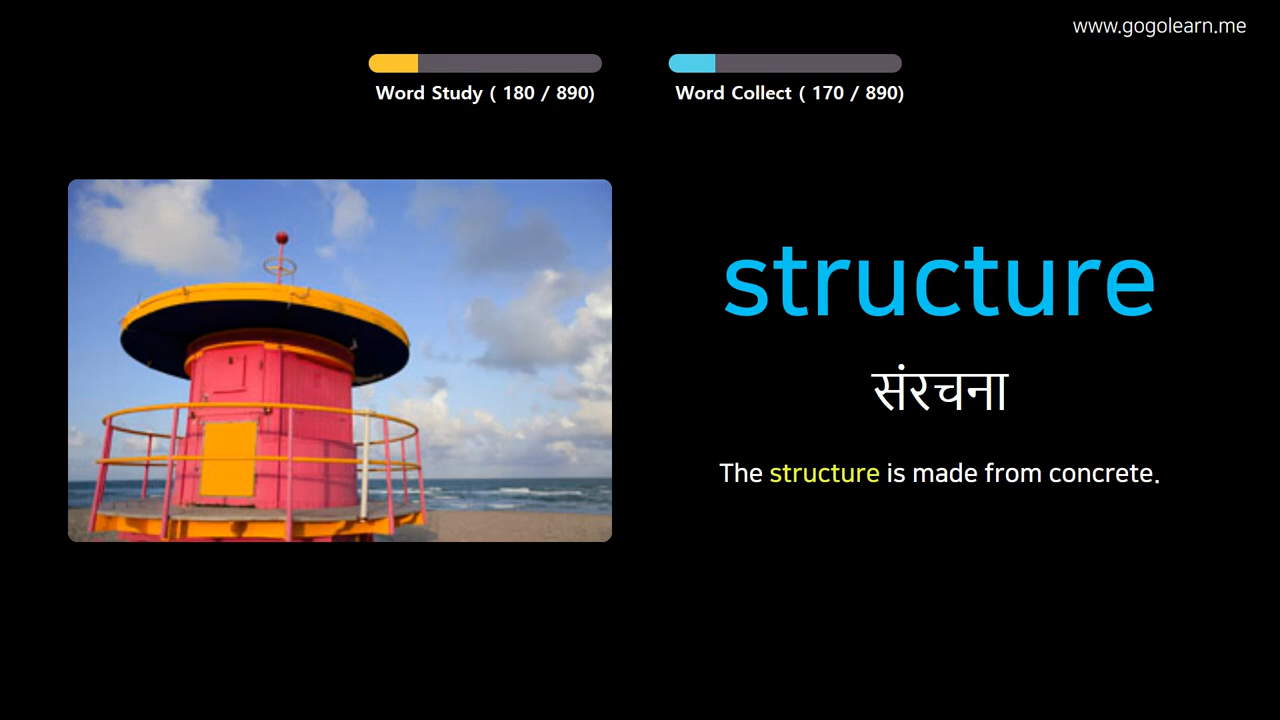 www.gogolearn.me
Word Study ( 180 / 890)
Word Collect ( 170 / 890)
structure
संरचना
The structure is made from concrete.